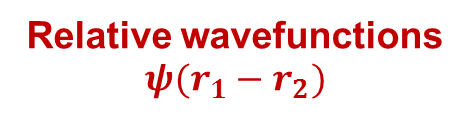 Relative wavefunctions
𝝍(𝒓₁ − 𝒓₂)